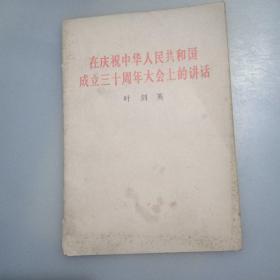 在庆祝中华人民共和国
成立三十周年大会上的讲话
叶剑英